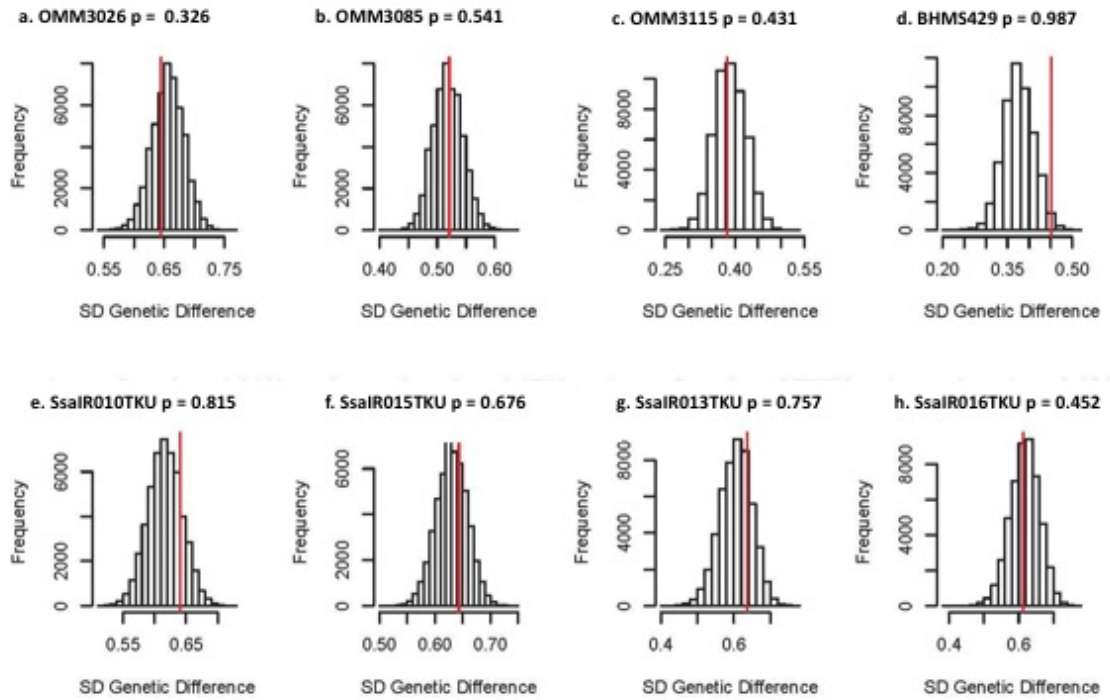 a. OMM3026 p = 0.326
b. OMM3085 p = 0.541
c. OMM3115 p = 0.431
d. BHMS429 p = 0.987
Frequency
0 2000 6000
0.55 0.65 0.75
SD Genetic Difference
Frequency
0 2000 6000
0.40 0.50 0.60
SD Genetic Difference
Frequency
0 4000 8000
0.25 0.40 0.55
SD Genetic Difference
Frequency
0 4000 8000
0.20 0.35 0.50
SD Genetic Difference
e. SsaIR010TKU p = 0.815
f. SsaIR015TKU p = 0.676
g. SsaIR013TKU p = 0.757
h. SsaIR016TKU p = 0.452
Frequency
0 2000 6000
0.55 0.65
SD Genetic Difference
Frequency
0 2000 6000
0.50 0.60 0.70
SD Genetic Difference
Frequency
0 4000 8000
0.4 0.6
SD Genetic Difference
Frequency
0 4000 8000
0.4 0.6
SD Genetic Difference